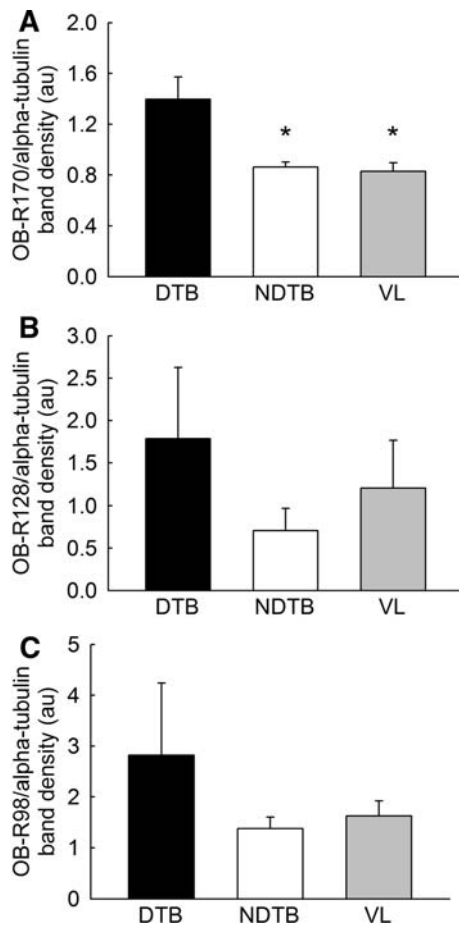 A
OB-R170/alpha-tubulin
band density (au)
2.0
1.6
1.2
0.8
0.4
0.0
* *
DTB NDTB VL
B
OB-R128/alpha-tubulin
band density (au)
3.0
2.5
2.0
1.5
1.0
0.5
0.0
DTB NDTB VL
C
OB-R98/alpha-tubulin
band density (au)
5
4
3
2
1
0
DTB NDTB VL